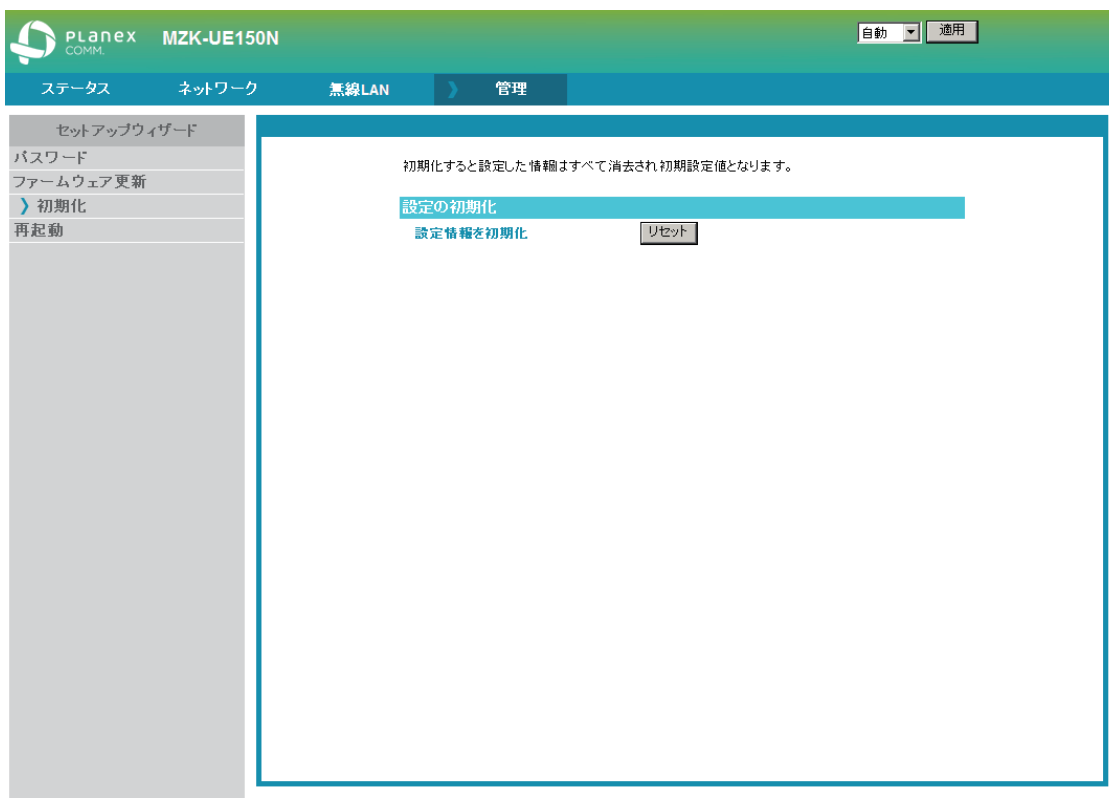 PLANEX COMM. MZK-UE150N 自動 適用
ステータス ネットワーク 無線LAN 》 管理
セットアップウィザード
パスワード
ファームウェア更新
》初期化
再起動
初期化すると設定した情報はすべて消去され初期設定値となります。
設定の初期化
設定情報を初期化 リセット